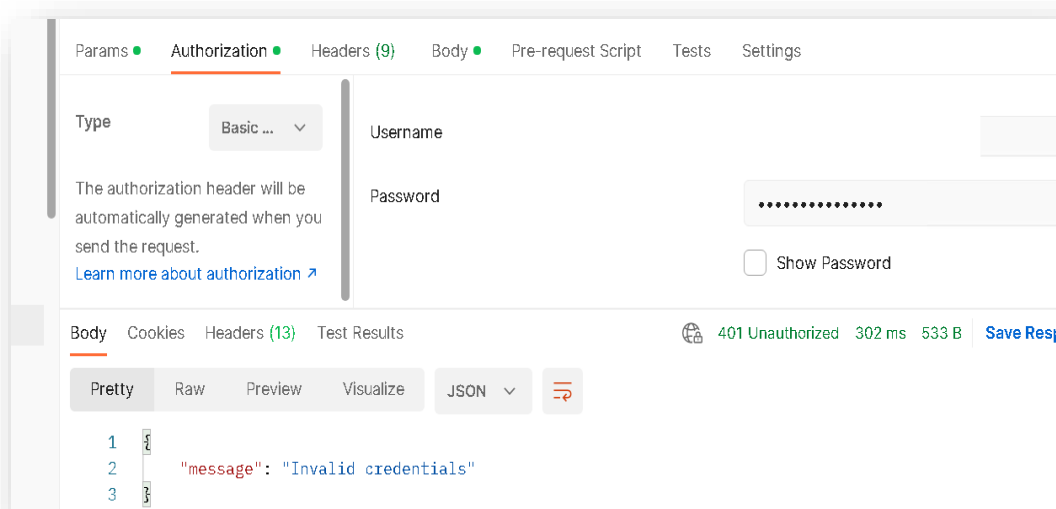 Params Authorization Headers (9) Body Pre-request Script Tests Settings
Type Basic ...
The authorization header will be
automatically generated when you
send the request.
Learn more about authorization ↗
Username
Password •••••••••••••••
Show Password
Body Cookies Headers (13) Test Results 401 Unauthorized 302 ms 533 B Save Resp
Pretty Raw Preview Visualize JSON
1 {
2 "message": "Invalid credentials"
3 }